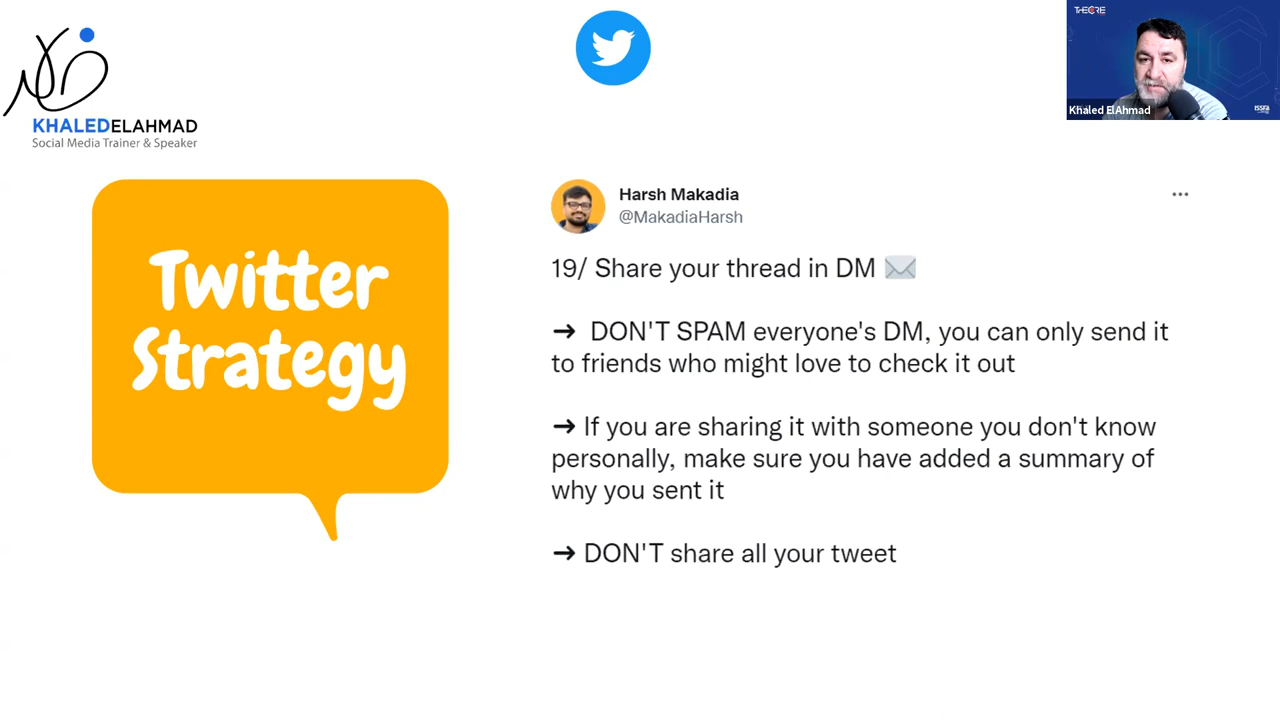 KHALEDELAHMAD
Social Media Trainer & Speaker
THECORE
Khaled ElAhmad
Twitter
Strategy
Harsh Makadia
@MakadiaHarsh
19/ Share your thread in DM ✉️
➜ DON'T SPAM everyone's DM, you can only send it
to friends who might love to check it out
➜ If you are sharing it with someone you don't know
personally, make sure you have added a summary of
why you sent it
➜ DON'T share all your tweet